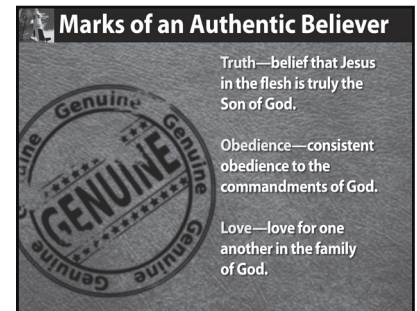 Marks of an Authentic Believer
Truth—belief that Jesus
in the flesh is truly the
Son of God.
Obedience—consistent
obedience to the
commandments of God.
Love—love for one
another in the family
of God.
Genuine
Genuine
Genuine
Genuine
Genuine
GENUINE